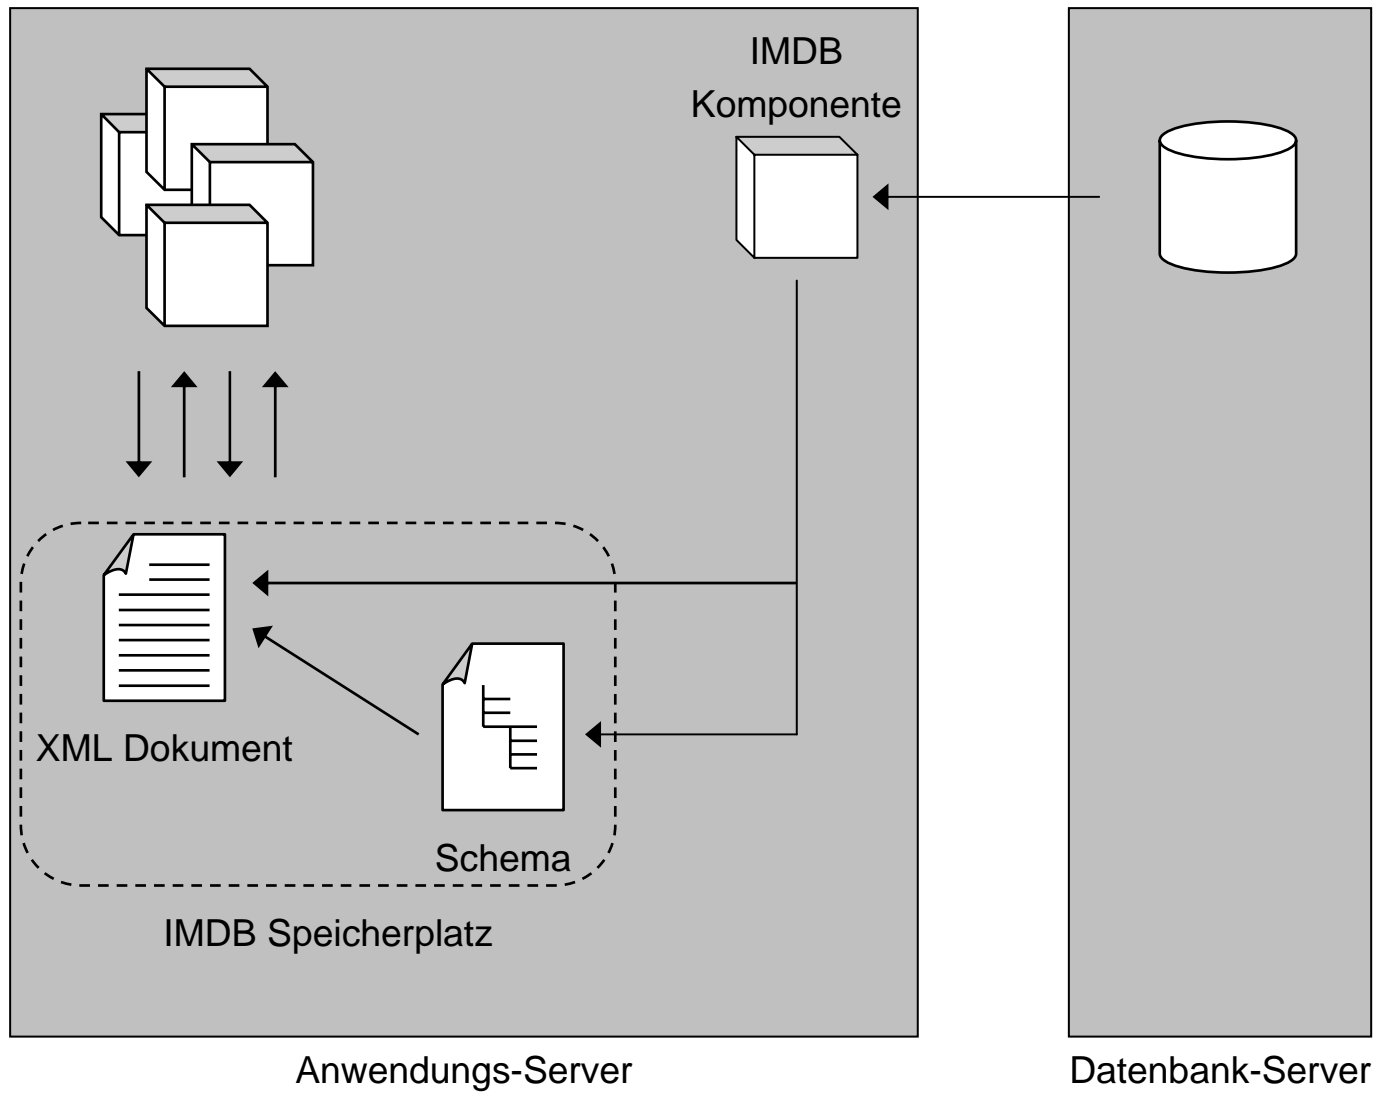 IMDB
Komponente
XML Dokument
Schema
IMDB Speicherplatz
Anwendungs-Server
Datenbank-Server